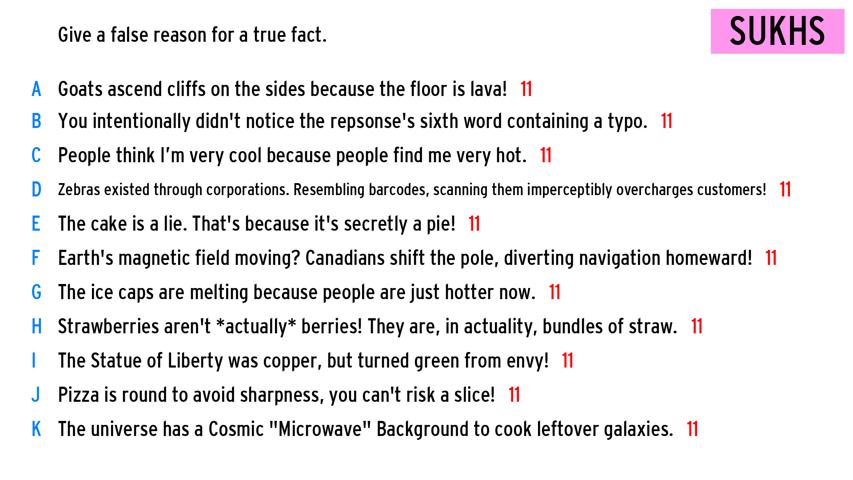 Give a false reason for a true fact.
SUKHS
A Goats ascend cliffs on the sides because the floor is lava! 11
B You intentionally didn't notice the repsonse's sixth word containing a typo. 11
C People think I'm very cool because people find me very hot. 11
D Zebras existed through corporations. Resembling barcodes, scanning them imperceptibly overcharges customers! 11
E The cake is a lie. That's because it's secretly a pie! 11
F Earth's magnetic field moving? Canadians shift the pole, diverting navigation homeward! 11
G The ice caps are melting because people are just hotter now. 11
H Strawberries aren't *actually* berries! They are, in actuality, bundles of straw. 11
I The Statue of Liberty was copper, but turned green from envy! 11
J Pizza is round to avoid sharpness, you can't risk a slice! 11
K The universe has a Cosmic "Microwave" Background to cook leftover galaxies. 11